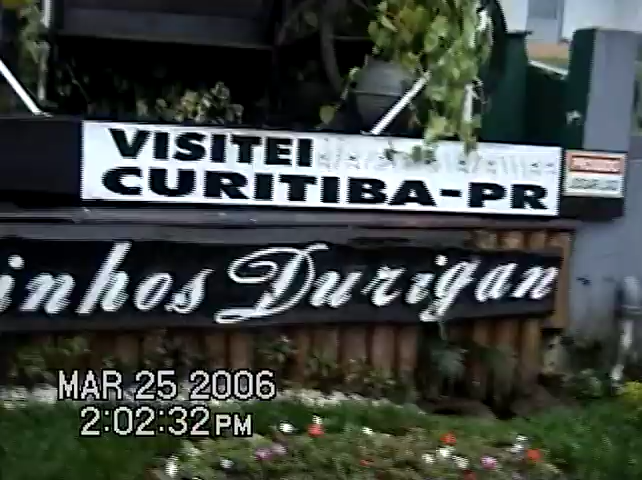 VISITEI
CURITIBA-PR
inhos Durigan
MAR 25 2006
2:02:32 PM